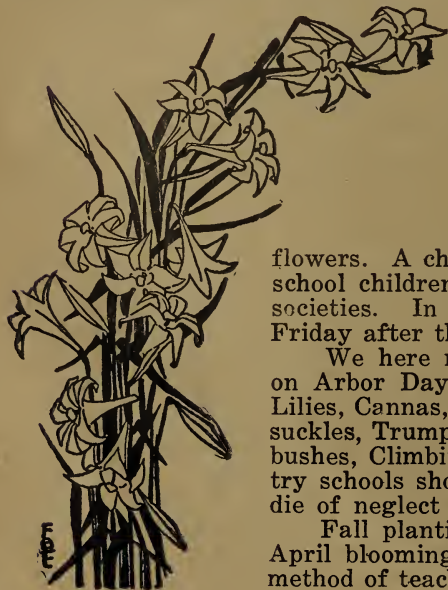 flowers. A ch
school children
societies. In
Friday after th
We here r
on Arbor Day
Lilies, Cannas,
suckles, Trump
bushes, Climbi
try schools sho
die of neglect
Fall planti
April blooming
method of teac